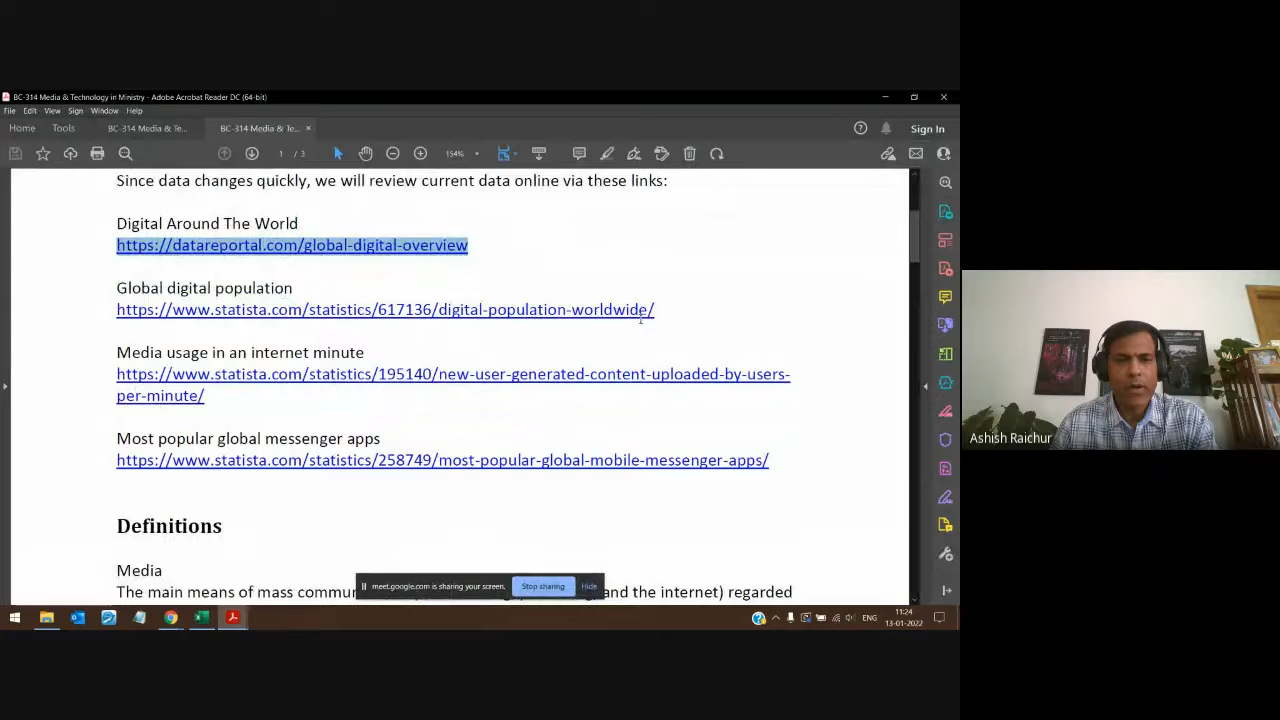 BC-314 Media & Technology in Ministry - Adobe Acrobat Reader DC (64-bit)
File Edit View Sign Window Help
Home Tools BC-314 Media & Te... BC-314 Media & Te... ×
Sign In
1 / 3 154%
Since data changes quickly, we will review current data online via these links:
Digital Around The World
https://datareportal.com/global-digital-overview
Global digital population
https://www.statista.com/statistics/617136/digital-population-worldwide/
Media usage in an internet minute
https://www.statista.com/statistics/195140/new-user-generated-content-uploaded-by-users-
per-minute/
Most popular global messenger apps
https://www.statista.com/statistics/258749/most-popular-global-mobile-messenger-apps/
Definitions
Media
The main means of mass and the internet) regarded
meet.google.com is sharing your screen. Stop sharing Hide
Ashish Raichur
ENG
11:24
13-01-2022